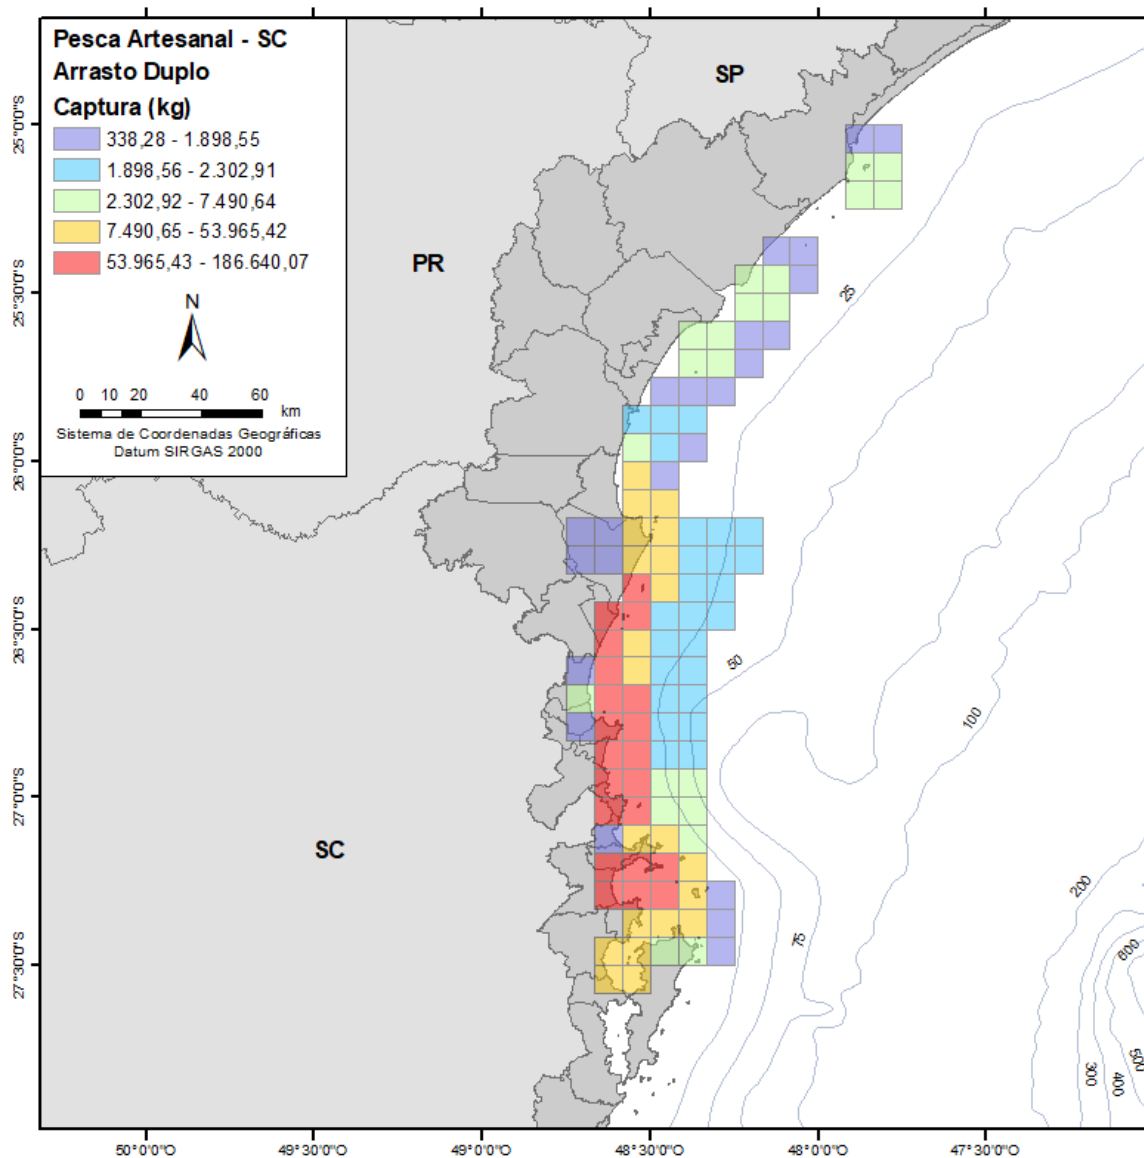 Pesca Artesanal - SC
Arrasto Duplo
Captura (kg)
338,28 - 1.898,55
1.898,56 - 2.302,91
2.302,92 - 7.490,64
7.490,65 - 53.965,42
53.965,43 - 186.640,07
N
0 10 20 40 60 km
Sistema de Coordenadas Geográficas
Datum SIRGAS 2000
SP
PR
SC
25
50
75
100
200
300
400
500
600
25°0'0"S
25°30'0"S
26°0'0"S
26°30'0"S
27°0'0"S
27°30'0"S
50°0'0"O
49°30'0"O
49°0'0"O
48°30'0"O
48°0'0"O
47°30'0"O